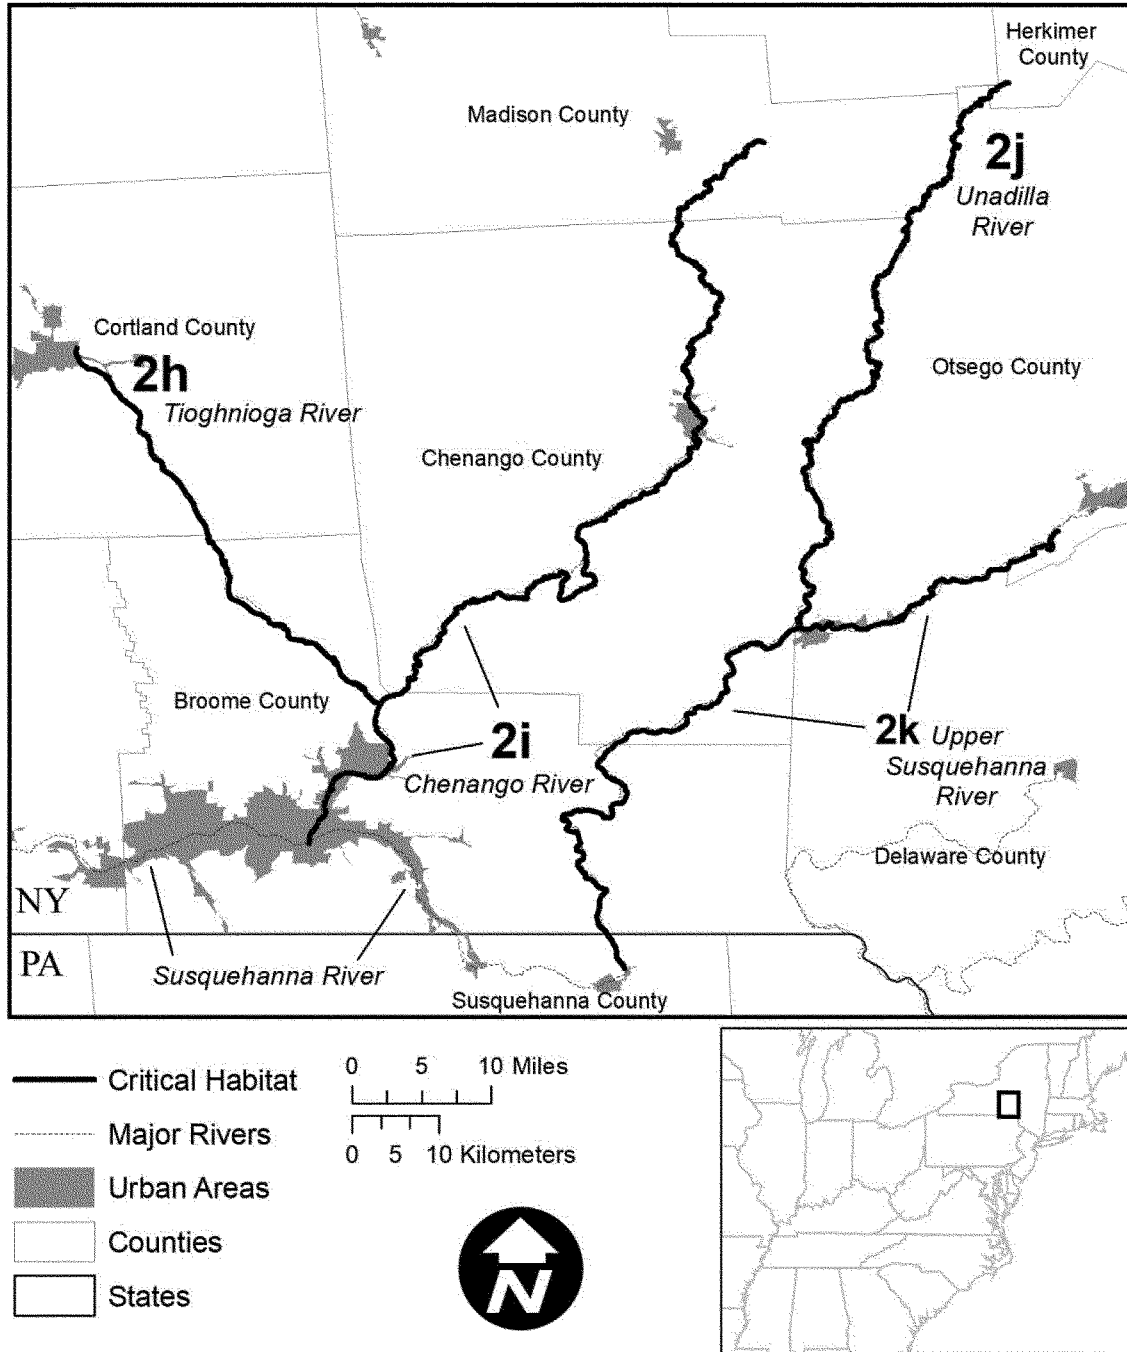 Herkimer
County
Madison County
2j
Unadilla
River
Cortland County
2h
Tioghnioga River
Otsego County
Chenango County
Broome County
2i
Chenango River
2k Upper
Susquehanna
River
Delaware County
NY
PA
Susquehanna River
Susquehanna County
Critical Habitat
Major Rivers
Urban Areas
Counties
States
0 5 10 Miles
0 5 10 Kilometers
N